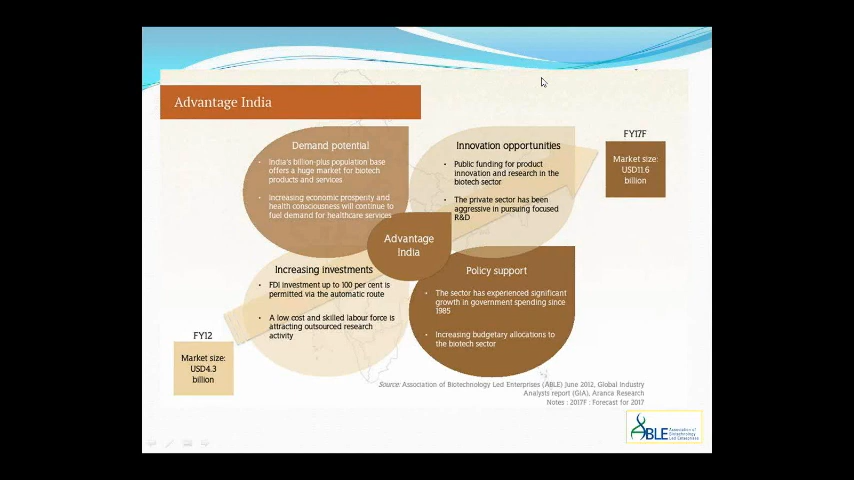 Advantage India
Demand potential
• India's billion-plus population base
offers a huge market for biotech
products and services
• Increasing economic prosperity and
health consciousness will continue to
fuel demand for healthcare services
Innovation opportunities
• Public funding for product
innovation and research in the
biotech sector
• The private sector has been
aggressive in pursuing focused
R&D
FY17F
Market size:
USD11.6
billion
Advantage
India
Increasing investments
• FDI investment up to 100 per cent is
permitted via the automatic route
• A low cost and skilled labour force is
attracting outsourced research
activity
Policy support
• The sector has experienced significant
growth in government spending since
1985
• Increasing budgetary allocations to
the biotech sector
FY12
Market size:
USD4.3
billion
Source: Association of Biotechnology Led Enterprises (ABLE) June 2012, Global Industry
Analysts report (GIA), Aranca Research
Notes : 2017F : Forecast for 2017
ABLE
Association of
Biotechnology
Led Enterprises